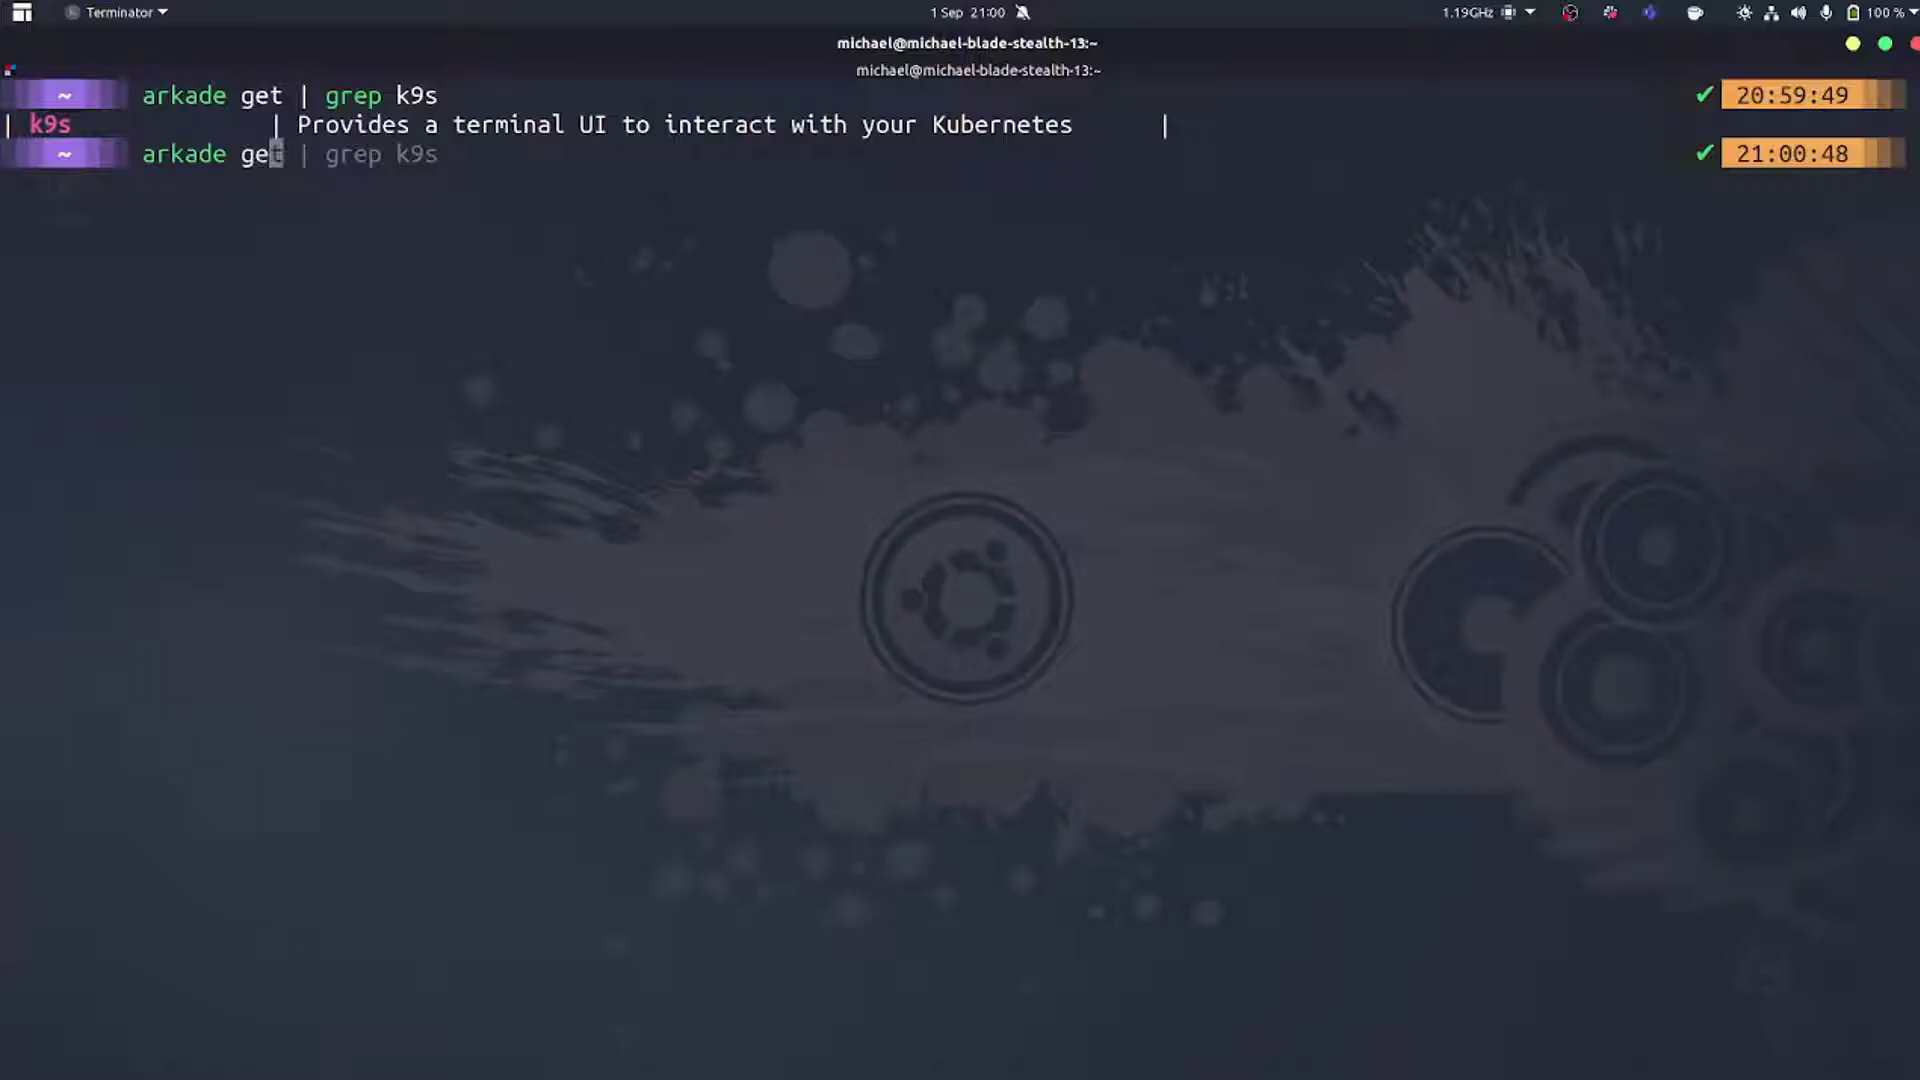 Terminator
1 Sep 21:00
1.19GHz
100 %
michael@michael-blade-stealth-13:~
michael@michael-blade-stealth-13:~
~ arkade get | grep k9s ✔ 20:59:49
| k9s | Provides a terminal UI to interact with your Kubernetes |
~ arkade get | grep k9s ✔ 21:00:48